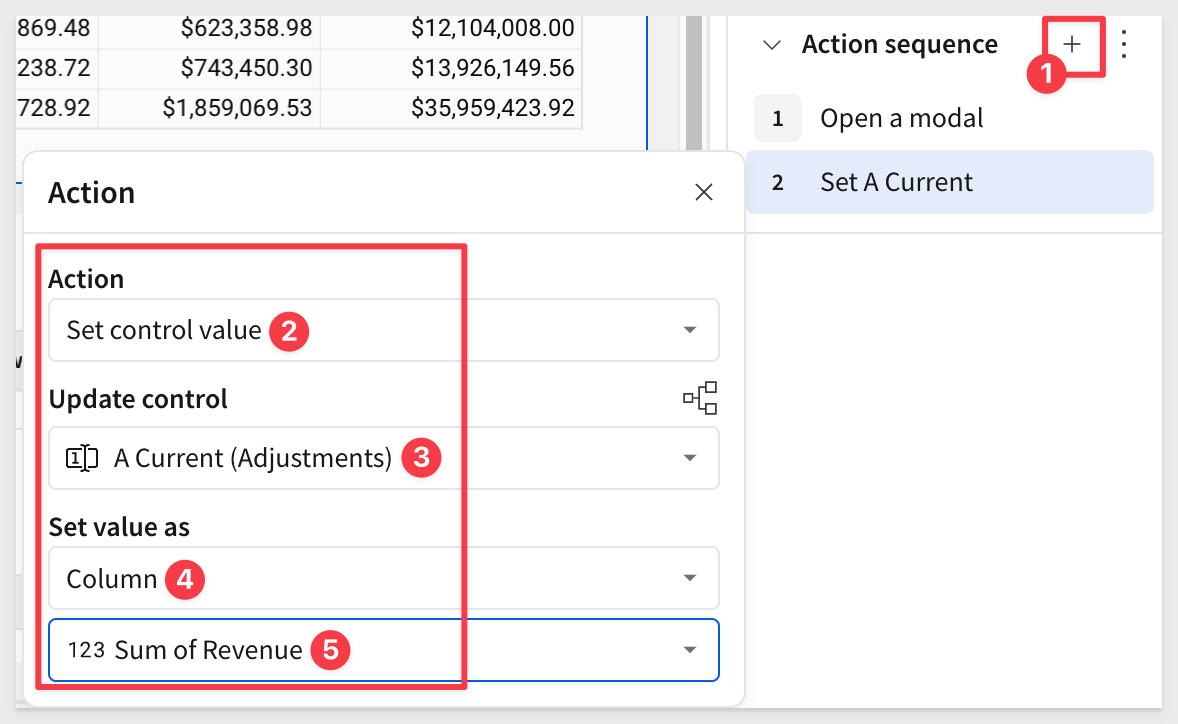 869.48 $623,358.98 $12,104,008.00
238.72 $743,450.30 $13,926,149.56
728.92 $1,859,069.53 $35,959,423.92
Action sequence
1
1 Open a modal
2 Set A Current
Action
Action
Set control value 2
Update control
A Current (Adjustments) 3
Set value as
Column 4
123 Sum of Revenue 5